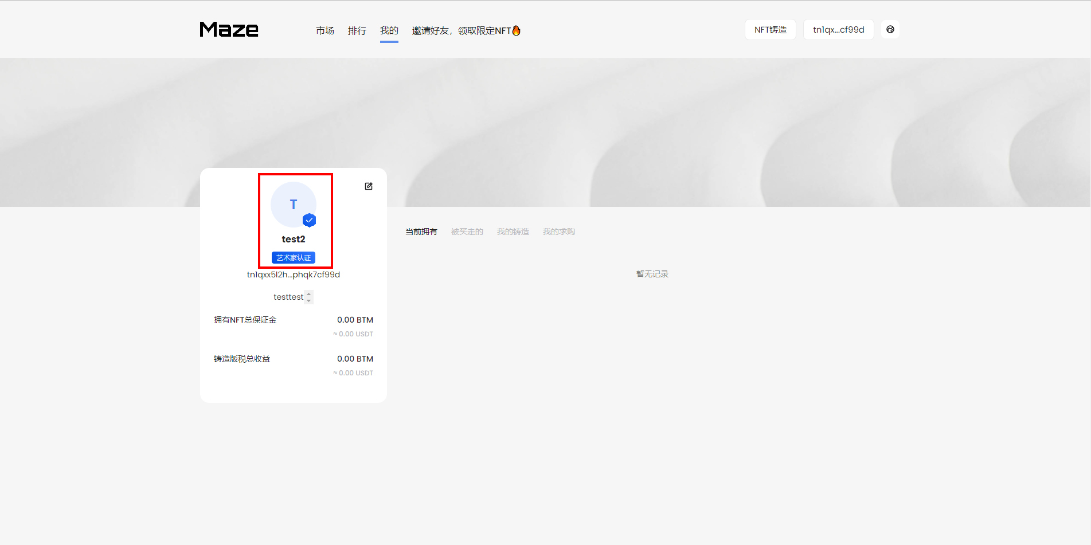 Maze
市场 排行 我的 邀请好友，领取限定NFT🔥
NFT铸造 tn1qx...cf99d
T
test2
艺术家认证
tn1qxx5l2h...phqk7cf99d
testtest
拥有NFT总保证金 0.00 BTM
≈ 0.00 USDT
铸造版税总收益 0.00 BTM
≈ 0.00 USDT
当前拥有 被买走的 我的铸造 我的求购
暂无记录